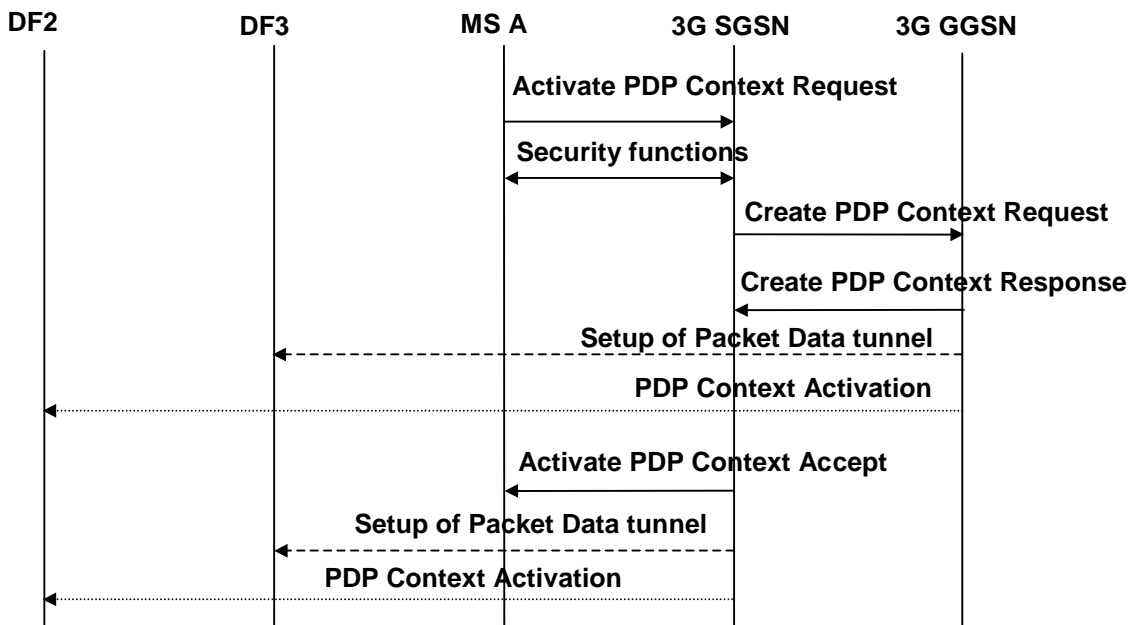 DF2
DF3
MS A
3G SGSN
3G GGSN
Activate PDP Context Request
Security functions
Create PDP Context Request
Create PDP Context Response
Setup of Packet Data tunnel
PDP Context Activation
Activate PDP Context Accept
Setup of Packet Data tunnel
PDP Context Activation